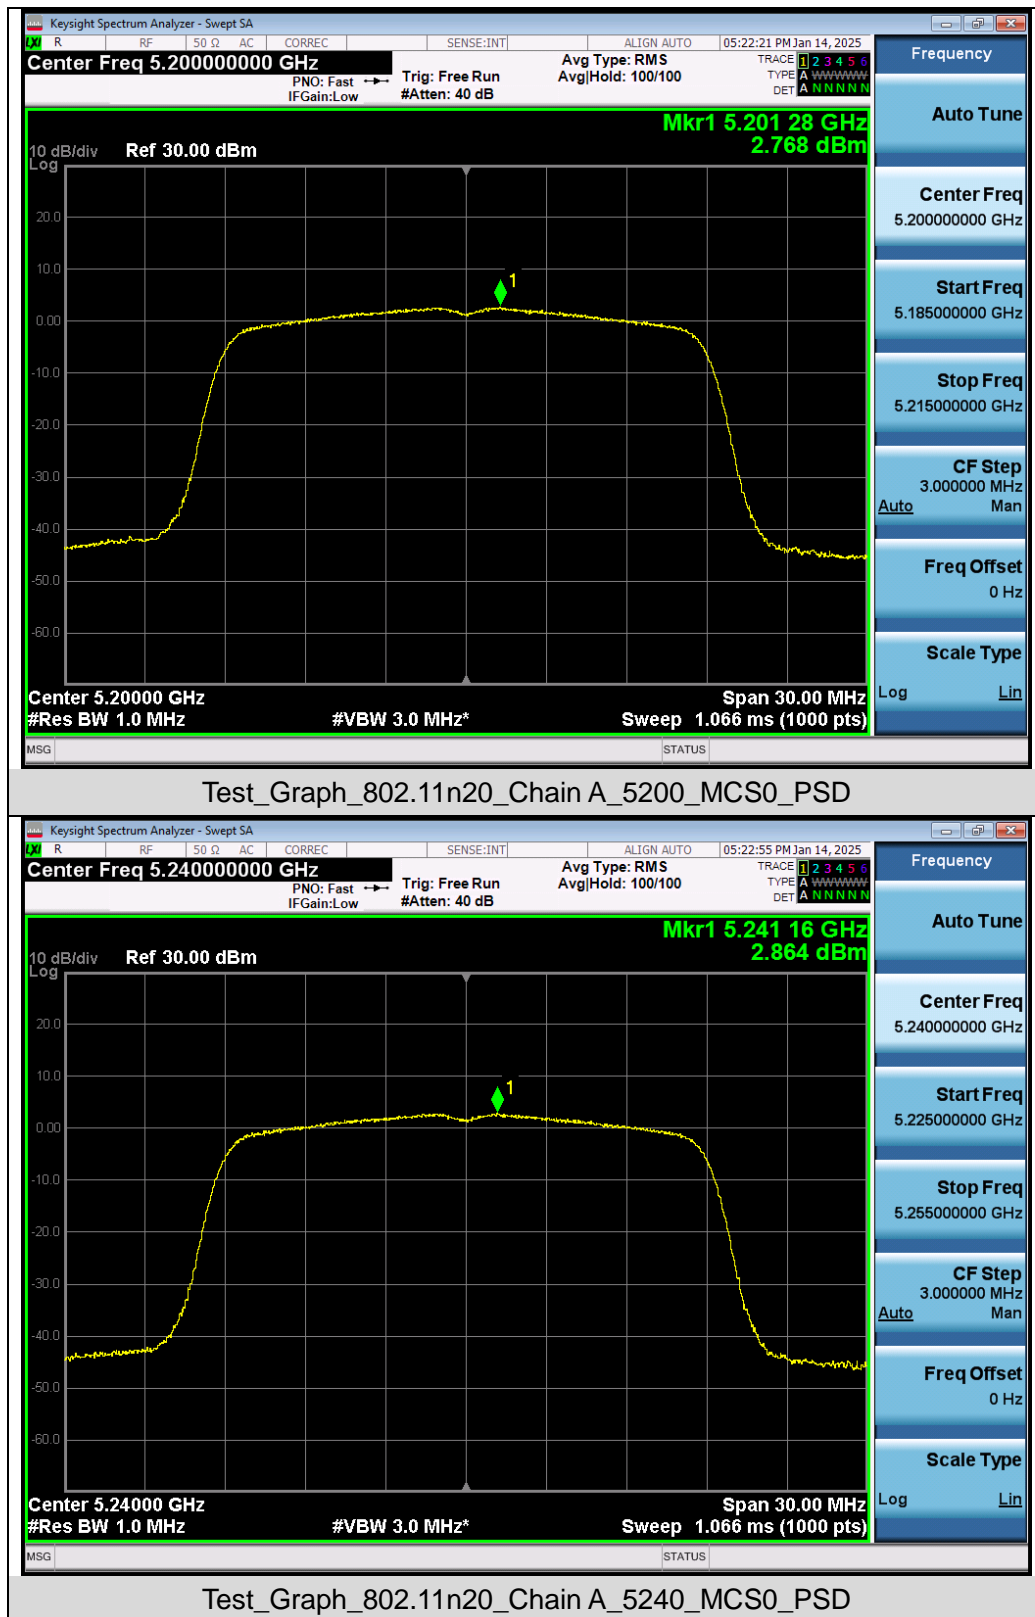 Keysight Spectrum Analyzer - Swept SA
LXI R RF 50 Ω AC CORREC SENSE:INT ALIGN AUTO 05:22:21 PM Jan 14, 2025
Center Freq 5.200000000 GHz
PNO: Fast
IFGain:Low
Trig: Free Run
#Atten: 40 dB
Avg Type: RMS
Avg|Hold: 100/100
TRACE 1 2 3 4 5 6
TYPE A WWWWW
DET A N N N N N
Mkr1 5.201 28 GHz
2.768 dBm
10 dB/div Ref 30.00 dBm
Log
20.0
10.0
1
0.00
-10.0
-20.0
-30.0
-40.0
-50.0
-60.0
Center 5.20000 GHz Span 30.00 MHz
#Res BW 1.0 MHz #VBW 3.0 MHz* Sweep 1.066 ms (1000 pts)
MSG STATUS
Frequency
Auto Tune
Center Freq
5.200000000 GHz
Start Freq
5.185000000 GHz
Stop Freq
5.215000000 GHz
CF Step
3.000000 MHz
Auto Man
Freq Offset
0 Hz
Scale Type
Log Lin
Test_Graph_802.11n20_Chain A_5200_MCS0_PSD
Keysight Spectrum Analyzer - Swept SA
LXI R RF 50 Ω AC CORREC SENSE:INT ALIGN AUTO 05:22:55 PM Jan 14, 2025
Center Freq 5.240000000 GHz
PNO: Fast
IFGain:Low
Trig: Free Run
#Atten: 40 dB
Avg Type: RMS
Avg|Hold: 100/100
TRACE 1 2 3 4 5 6
TYPE A WWWWW
DET A N N N N N
Mkr1 5.241 16 GHz
2.864 dBm
10 dB/div Ref 30.00 dBm
Log
20.0
10.0
1
0.00
-10.0
-20.0
-30.0
-40.0
-50.0
-60.0
Center 5.24000 GHz Span 30.00 MHz
#Res BW 1.0 MHz #VBW 3.0 MHz* Sweep 1.066 ms (1000 pts)
MSG STATUS
Frequency
Auto Tune
Center Freq
5.240000000 GHz
Start Freq
5.225000000 GHz
Stop Freq
5.255000000 GHz
CF Step
3.000000 MHz
Auto Man
Freq Offset
0 Hz
Scale Type
Log Lin
Test_Graph_802.11n20_Chain A_5240_MCS0_PSD